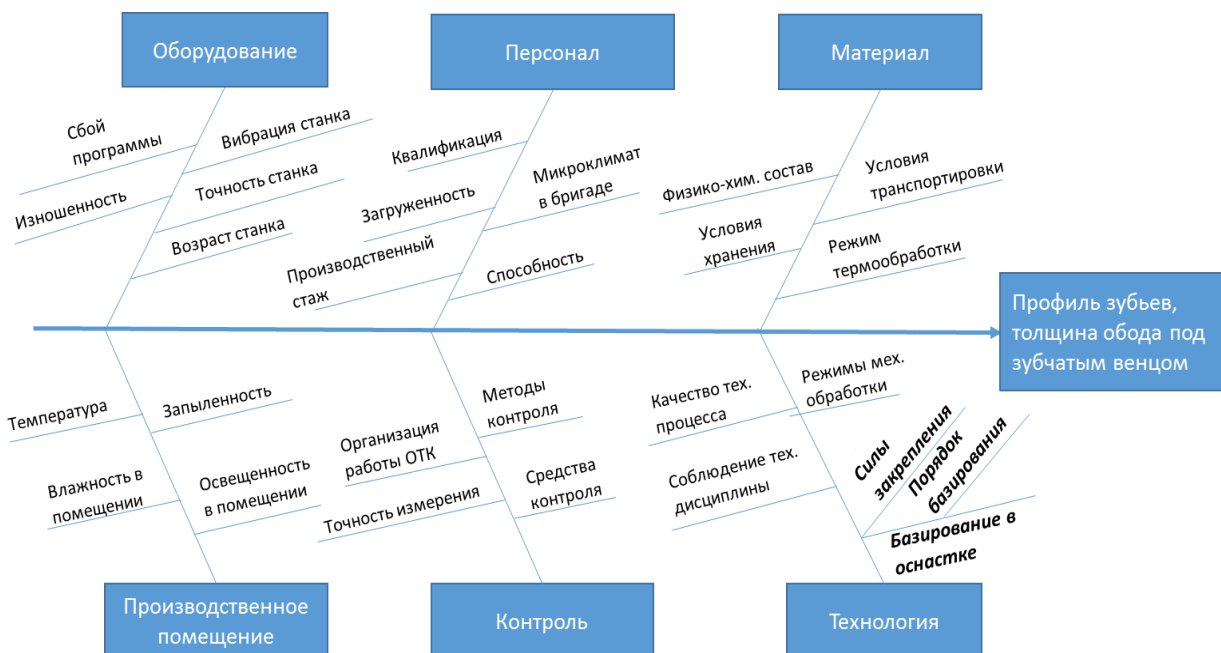 Оборудование
Персонал
Материал
Сбой
программы
Вибрация станка
Изношенность
Точность станка
Возраст станка
Квалификация
Микроклимат
в бригаде
Загруженность
Производственный
стаж
Способность
Физико-хим. состав
Условия
транспортировки
Условия
хранения
Режим
термообработки
Профиль зубьев,
толщина обода под
зубчатым венцом
Температура
Запыленность
Влажность в
помещении
Освещенность
в помещении
Методы
контроля
Организация
работы ОТК
Средства
контроля
Точность измерения
Качество тех.
процесса
Режимы мех.
обработки
Соблюдение тех.
дисциплины
Силы
закрепления
Порядок
базирования
Базирование в
оснастке
Производственное
помещение
Контроль
Технология